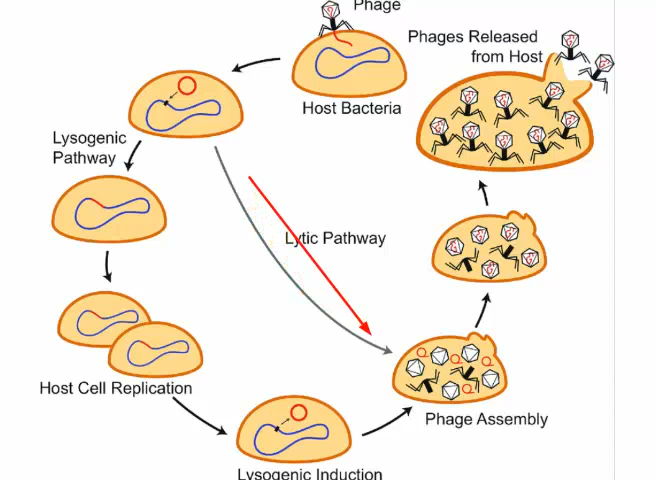 Phage
Phages Released
from Host
Host Bacteria
Lysogenic
Pathway
Lytic Pathway
Host Cell Replication
Phage Assembly
Lysogenic Induction